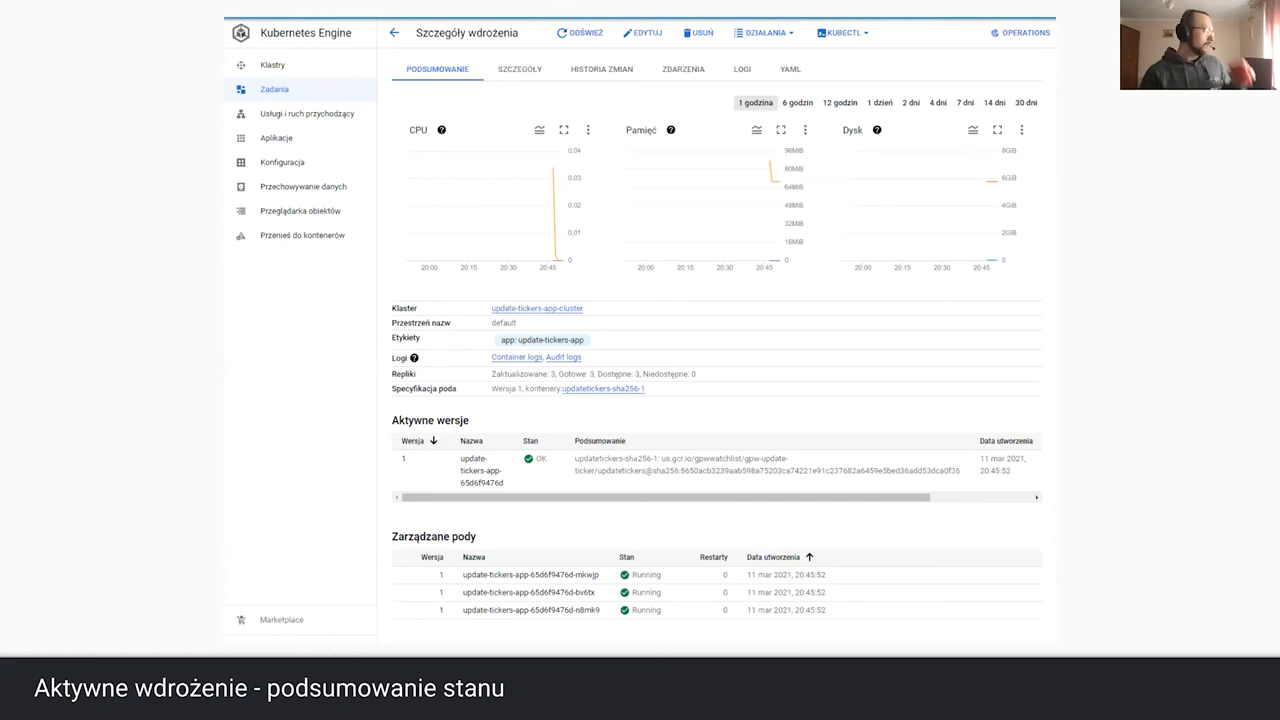 Kubernetes Engine
Szczegóły wdrożenia
ODŚWIEŻ
EDYTUJ
USUŃ
DZIAŁANIA
KUBECTL
OPERATIONS
Klastry
Zadania
Usługi i ruch przychodzący
Aplikacje
Konfiguracja
Przechowywanie danych
Przeglądarka obiektów
Przenieś do kontenerów
Marketplace
PODSUMOWANIE SZCZEGÓŁY HISTORIA ZMIAN ZDARZENIA LOGI YAML
1 godzina 6 godzin 12 godzin 1 dzień 2 dni 4 dni 7 dni 14 dni 30 dni
CPU
0,04
0,03
0.02
0,01
0
20:00 20:15 20:30 20:45
Pamięć
96MiB
80MiB
64MiB
48MiB
32MiB
16MiB
0
20:00 20:15 20:30 20:45
Dysk
8GiB
6GiB
4GiB
2GiB
0
20:00 20:15 20:30 20:45
Klaster update-tickers-app-cluster
Przestrzeń nazw default
Etykiety app: update-tickers-app
Logi Container logs, Audit logs
Repliki Zaktualizowane: 3, Gotowe: 3, Dostępne: 3, Niedostępne: 0
Specyfikacja poda Wersja 1, kontenery:updatetickers-sha256-1
Aktywne wersje
Wersja Nazwa Stan Podsumowanie Data utworzenia
1 update- OK updatetickers-sha256-1: us.gcr.io/gpwwatchlist/gpw-update- 11 mar 2021,
tickers-app- ticker/updatetickers@sha256:5650acb3239aab598a75203ca74221e91c237682a6459e5bed36add53dca0f36 20:45:52
65d6f9476d
Zarządzane pody
Wersja Nazwa Stan Restarty Data utworzenia
1 update-tickers-app-65d6f9476d-mkwjp Running 0 11 mar 2021, 20:45:52
1 update-tickers-app-65d6f9476d-bv6tx Running 0 11 mar 2021, 20:45:52
1 update-tickers-app-65d6f9476d-n8mk9 Running 0 11 mar 2021, 20:45:52
Aktywne wdrożenie - podsumowanie stanu